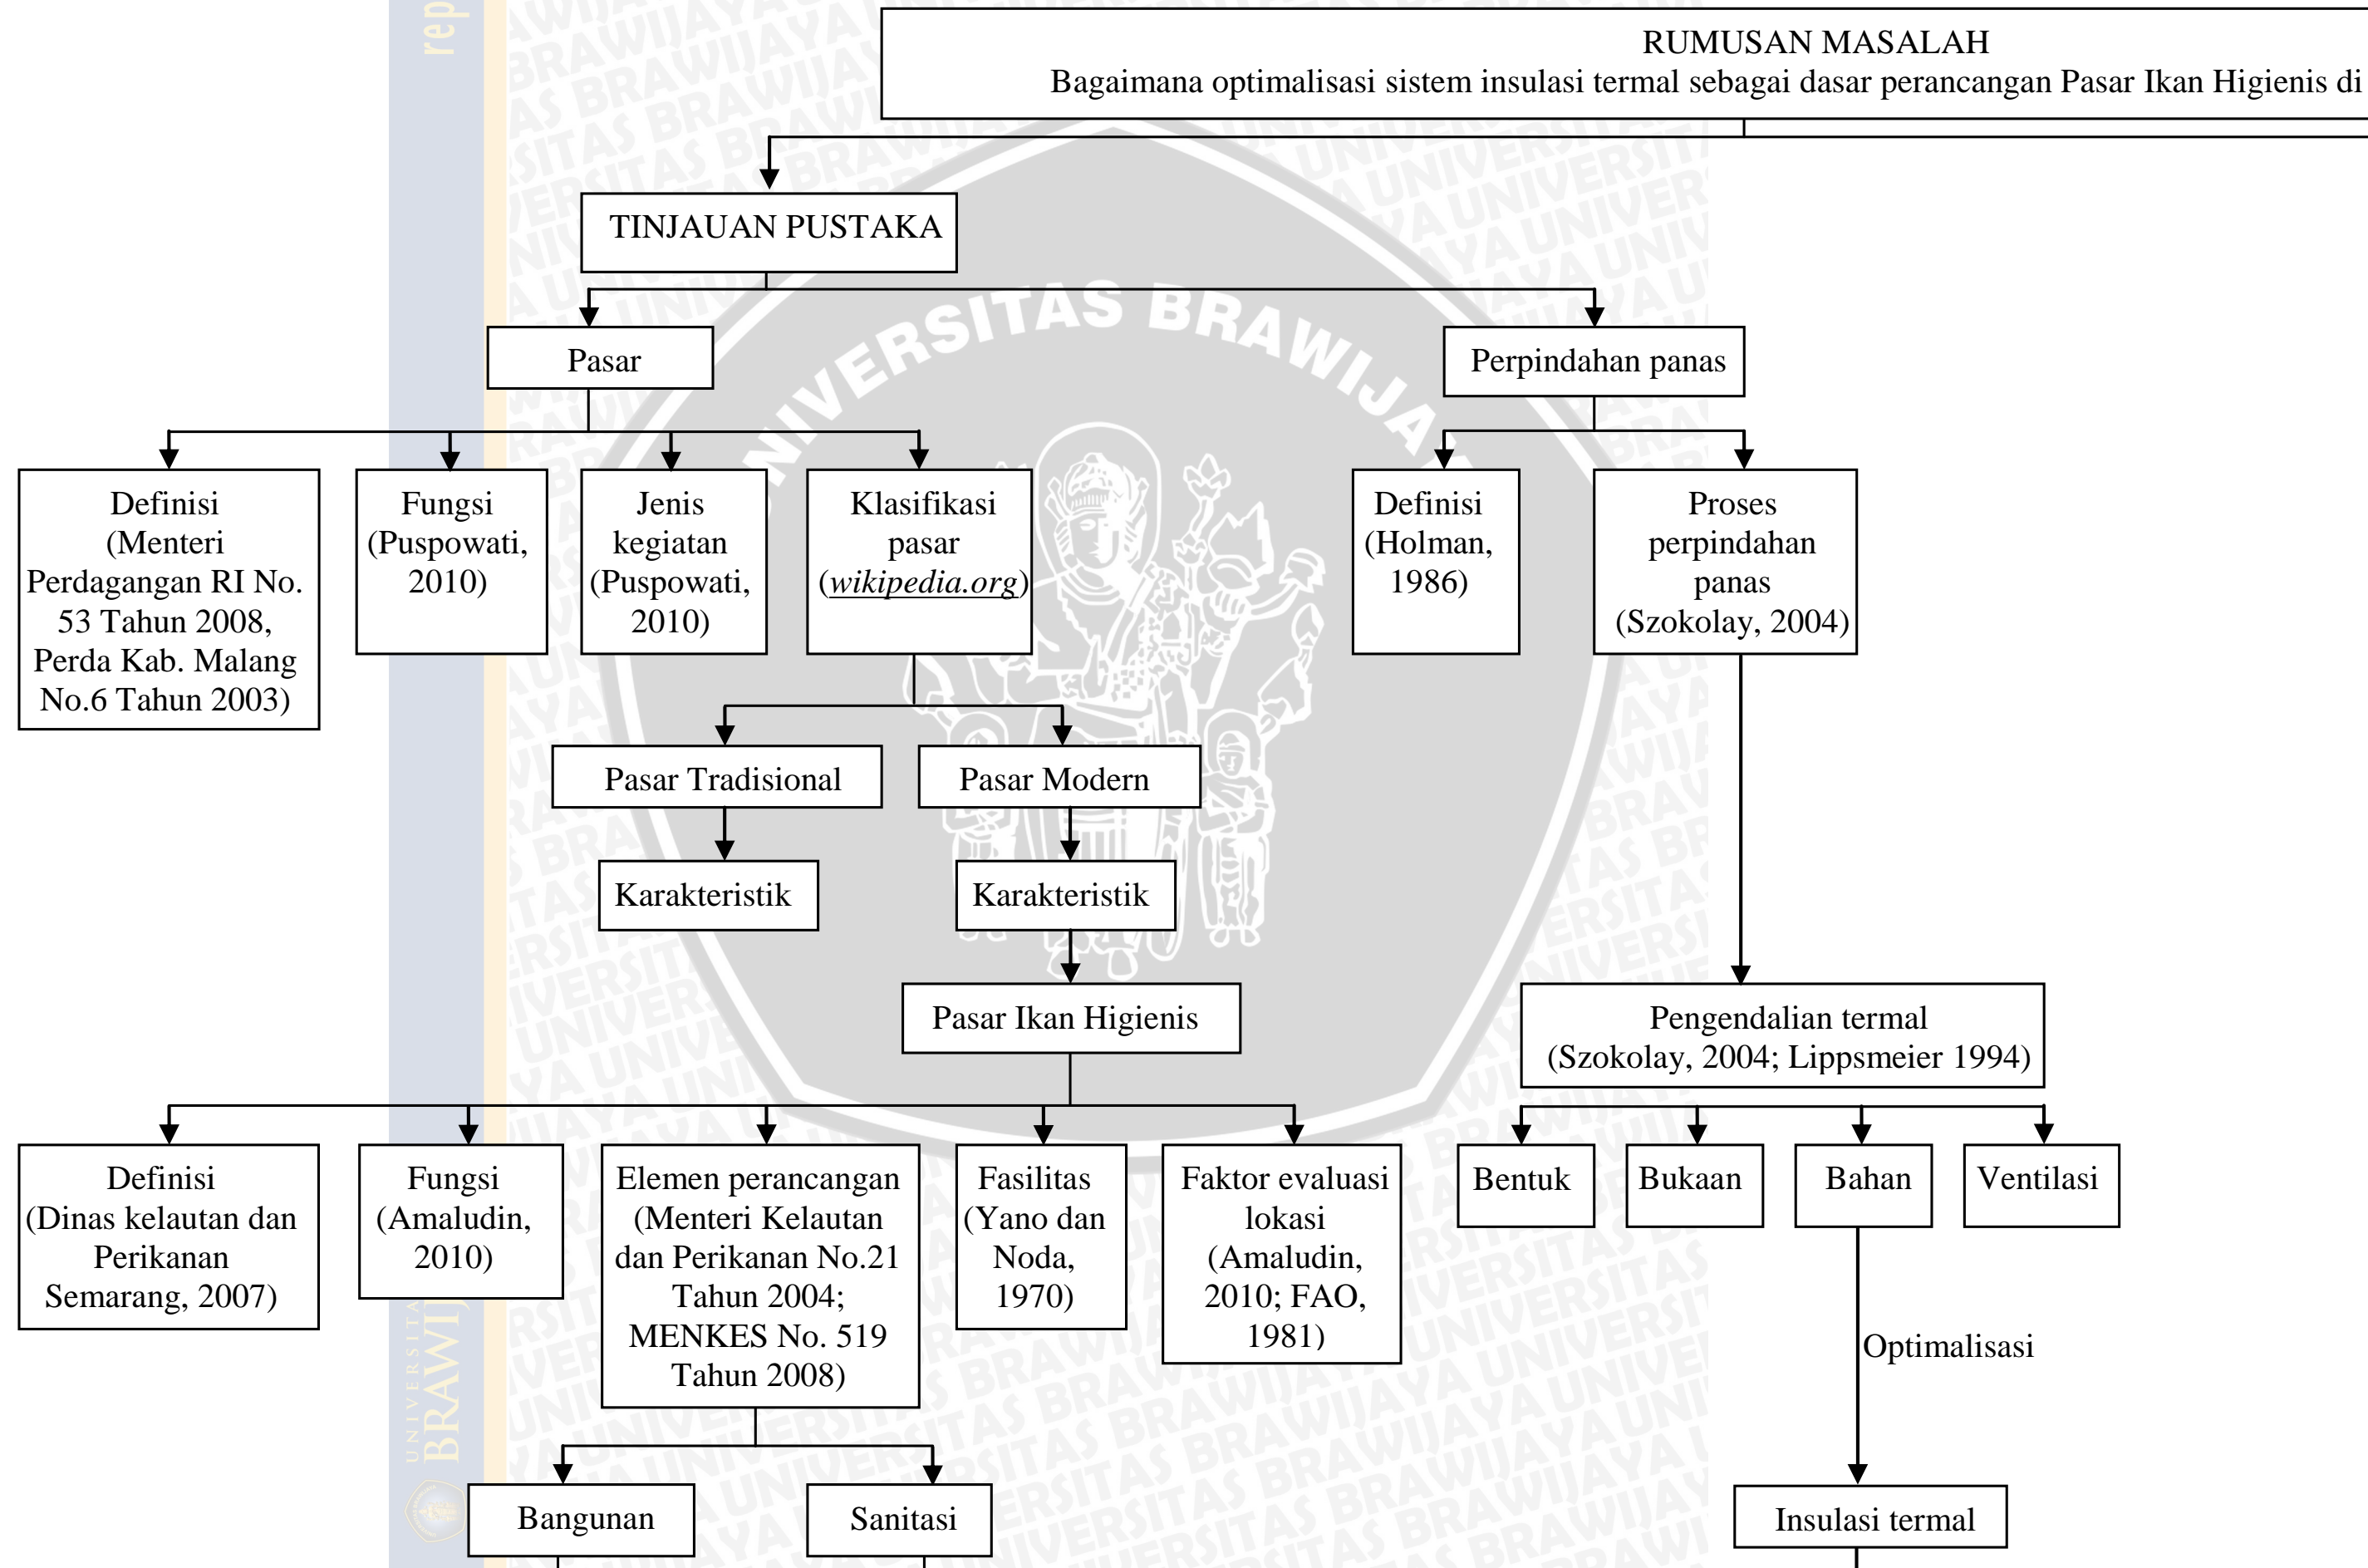 RUMUSAN MASALAH
Bagaimana optimalisasi sistem insulasi termal sebagai dasar perancangan Pasar Ikan Higienis di
TINJAUAN PUSTAKA
Pasar
Perpindahan panas
Definisi
(Menteri
Perdagangan RI No.
53 Tahun 2008,
Perda Kab. Malang
No.6 Tahun 2003)
Fungsi
(Puspowati,
2010)
Jenis
kegiatan
(Puspowati,
2010)
Klasifikasi
pasar
(wikipedia.org)
Definisi
(Holman,
1986)
Proses
perpindahan
panas
(Szokolay, 2004)
Pasar Tradisional
Pasar Modern
Karakteristik
Karakteristik
Pasar Ikan Higienis
Pengendalian termal
(Szokolay, 2004; Lippsmeier 1994)
Definisi
(Dinas kelautan dan
Perikanan
Semarang, 2007)
Fungsi
(Amaludin,
2010)
Elemen perancangan
(Menteri Kelautan
dan Perikanan No.21
Tahun 2004;
MENKES No. 519
Tahun 2008)
Fasilitas
(Yano dan
Noda,
1970)
Faktor evaluasi
lokasi
(Amaludin,
2010; FAO,
1981)
Bentuk
Bukaan
Bahan
Ventilasi
Optimalisasi
Bangunan
Sanitasi
Insulasi termal